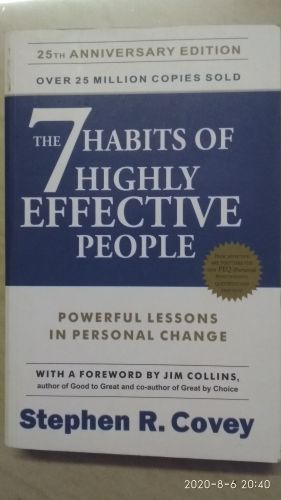 25TH ANNIVERSARY EDITION
OVER 25 MILLION COPIES SOLD
THE 7 HABITS OF
HIGHLY
EFFECTIVE
PEOPLE
PEQ
POWERFUL LESSONS
IN PERSONAL CHANGE
WITH A FOREWORD BY JIM COLLINS,
author of Good to Great and co-author of Great by Choice
Stephen R. Covey
2020-8-6 20:40